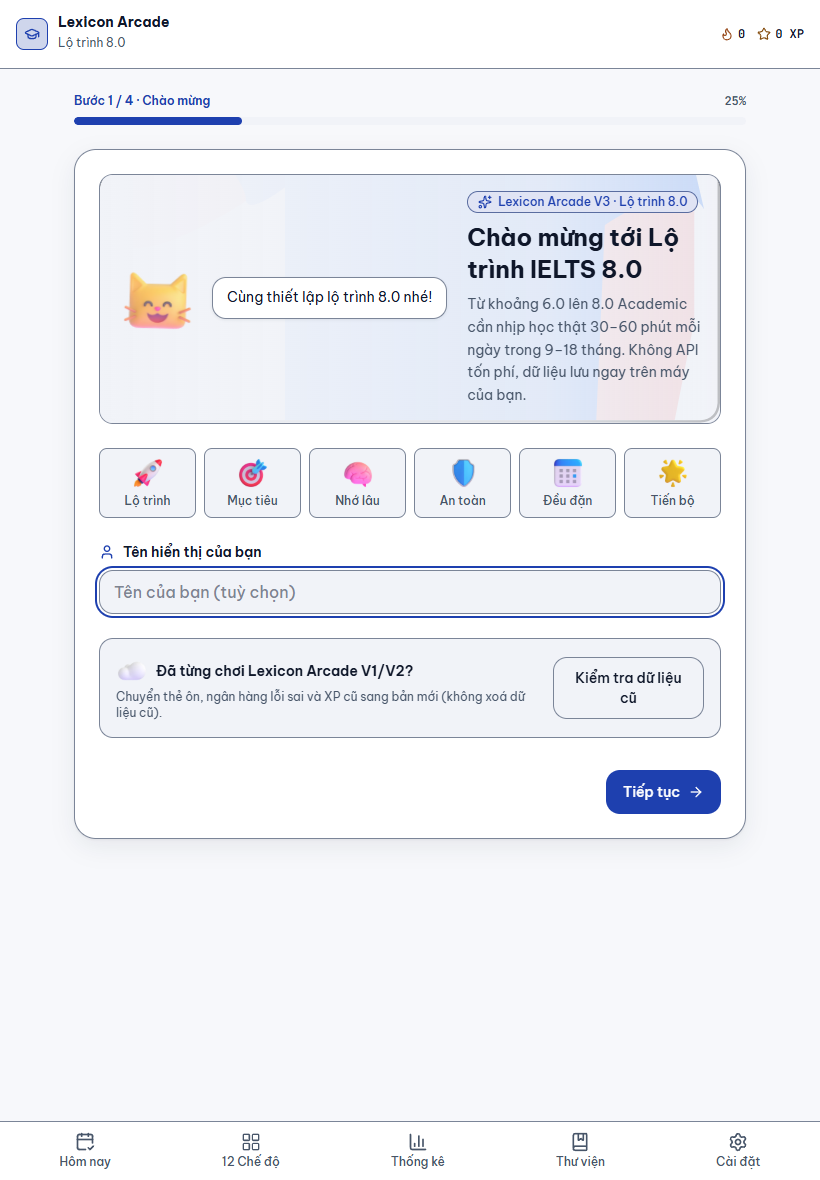 Lexicon Arcade
Lộ trình 8.0
0
0 XP
Bước 1 / 4 · Chào mừng
25%
Cùng thiết lập lộ trình 8.0 nhé!
Lexicon Arcade V3 · Lộ trình 8.0
Chào mừng tới Lộ
trình IELTS 8.0
Từ khoảng 6.0 lên 8.0 Academic
cần nhịp học thật 30–60 phút mỗi
ngày trong 9–18 tháng. Không API
tốn phí, dữ liệu lưu ngay trên máy
của bạn.
Lộ trình
Mục tiêu
Nhớ lâu
An toàn
Đều đặn
Tiến bộ
Tên hiển thị của bạn
Tên của bạn (tuỳ chọn)
Đã từng chơi Lexicon Arcade V1/V2?
Chuyển thẻ ôn, ngân hàng lỗi sai và XP cũ sang bản mới (không xoá dữ
liệu cũ).
Kiểm tra dữ liệu
cũ
Tiếp tục
Hôm nay
12 Chế độ
Thống kê
Thư viện
Cài đặt